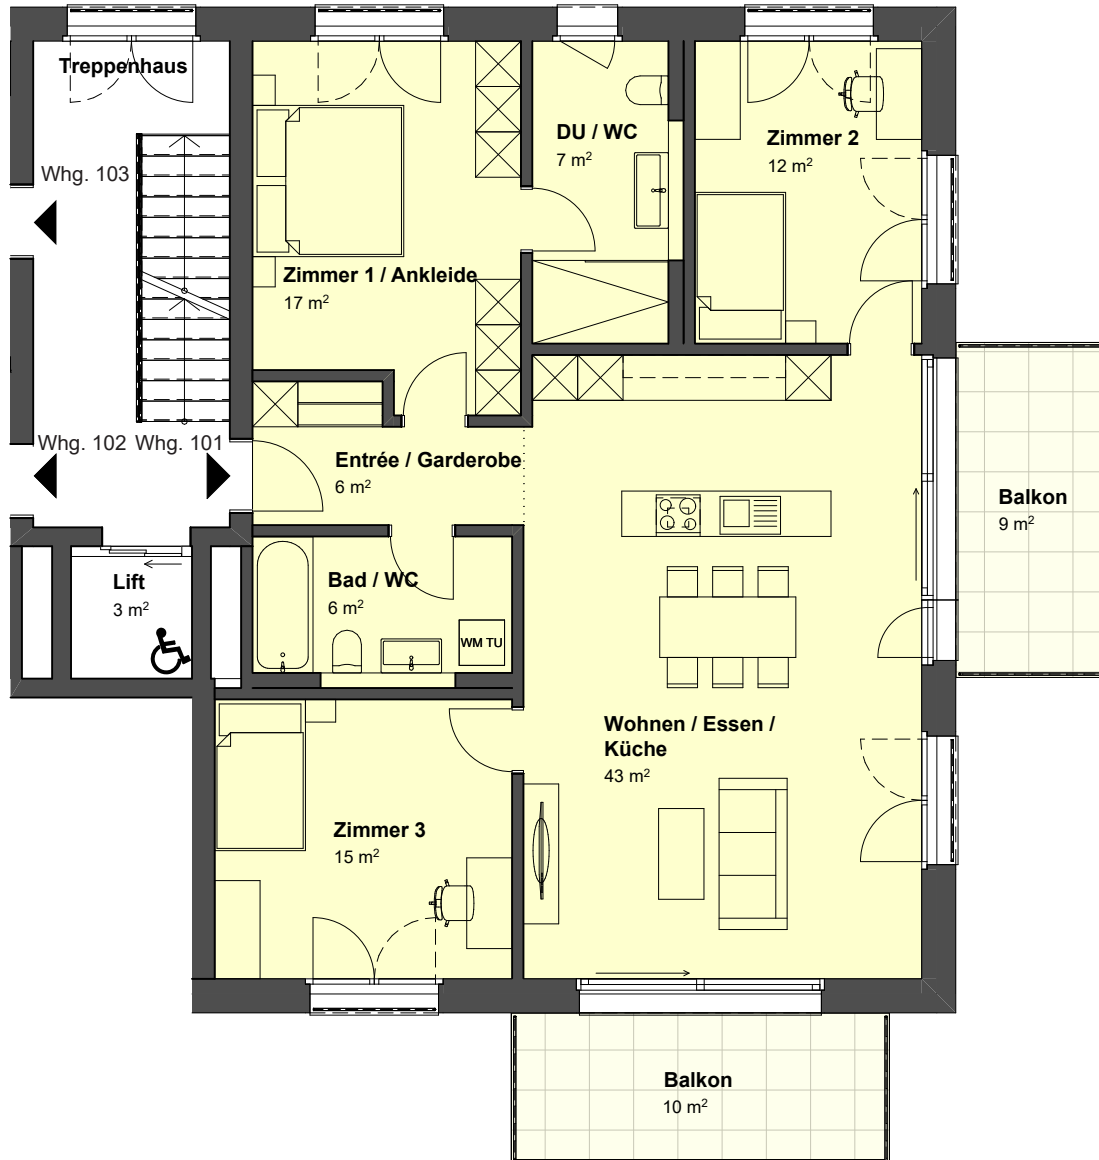 Treppenhaus
DU / WC
7 m²
Zimmer 2
12 m²
Whg. 103
Zimmer 1 / Ankleide
17 m²
Whg. 102
Whg. 101
Entrée / Garderobe
6 m²
Balkon
9 m²
Lift
3 m²
Bad / WC
6 m²
WM TU
Wohnen / Essen /
Küche
43 m²
Zimmer 3
15 m²
Balkon
10 m²